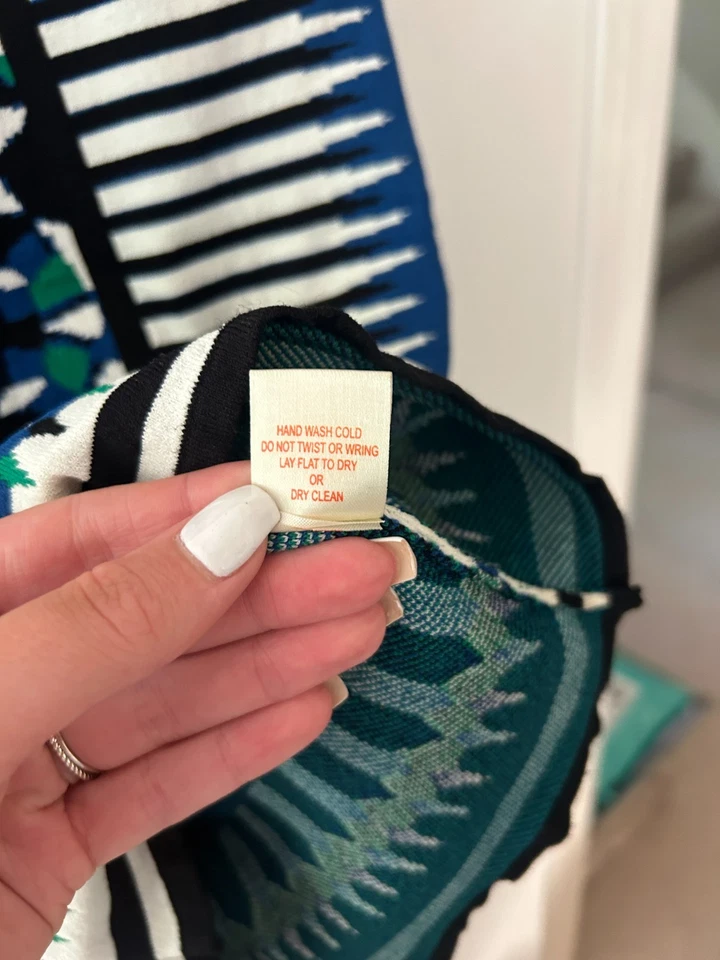 HAND WASH COLD
DO NOT TWIST OR WRING
LAY FLAT TO DRY
OR
DRY CLEAN